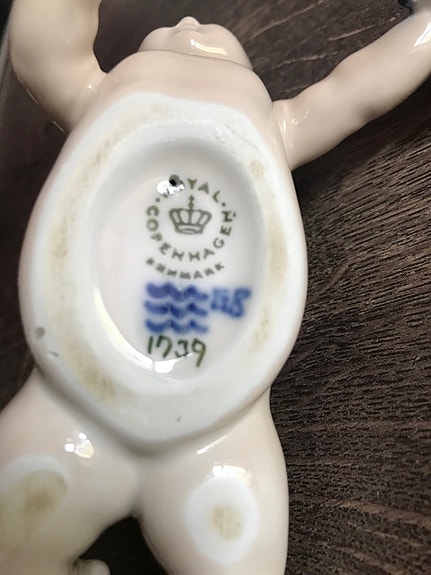 ROYAL
COPENHAGEN
DENMARK
1739